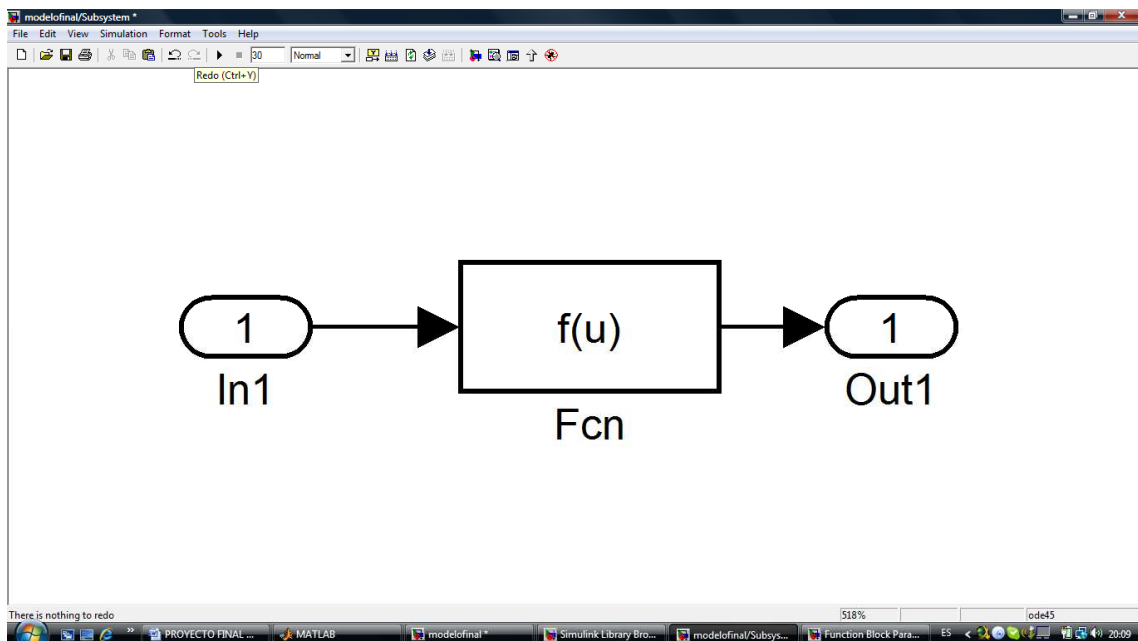 modelofinal/Subsystem *
File Edit View Simulation Format Tools Help
30 Normal
Redo (Ctrl+Y)
1 f(u) 1
In1 Fcn Out1
There is nothing to redo 518% ode45
PROYECTO FINAL ... MATLAB modelofinal * Simulink Library Bro... modelofinal/Subsys... Function Block Para... ES 20:09